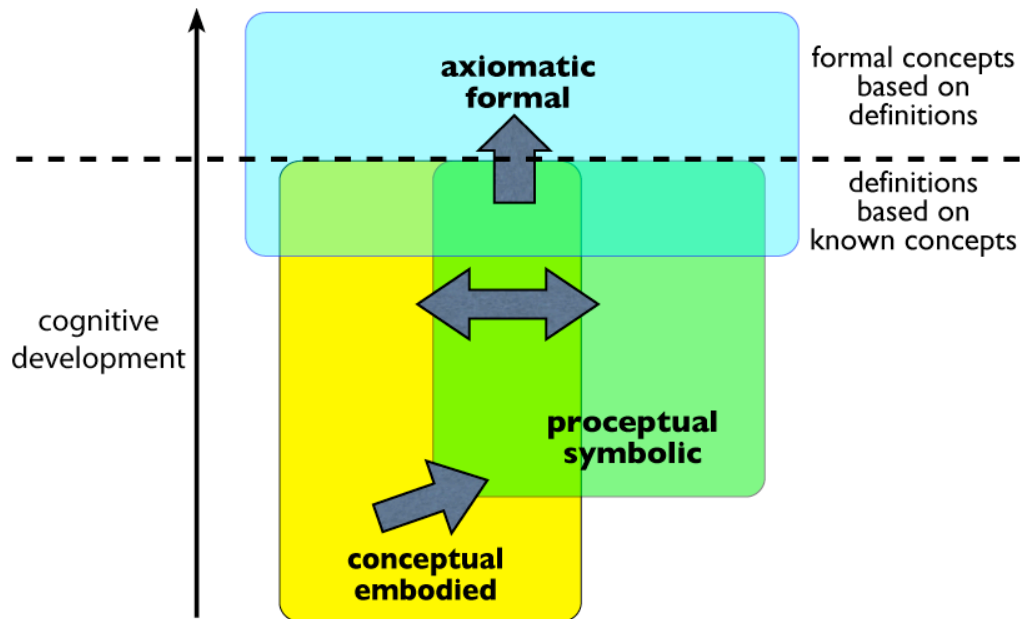 axiomatic
formal
formal concepts
based on
definitions
definitions
based on
known concepts
cognitive
development
proceptual
symbolic
conceptual
embodied